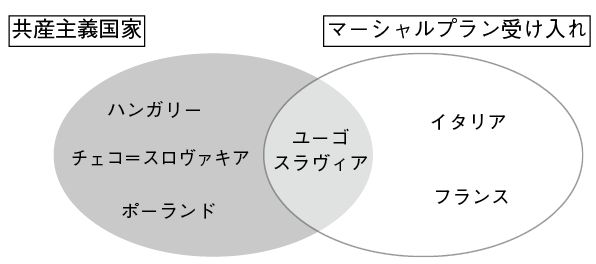 共産主義国家
マーシャルプラン受け入れ
ハンガリー
チェコ＝スロヴァキア
ポーランド
ユーゴ
スラヴィア
イタリア
フランス